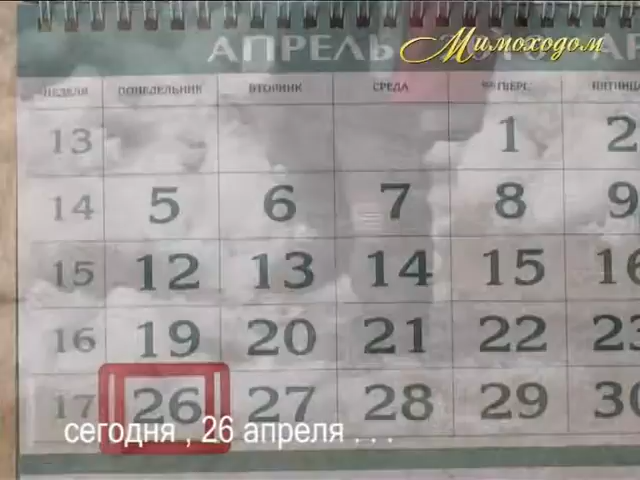 АПРЕЛЬ
Мимоходом
НЕДЕЛЯ ПОНЕДЕЛЬНИК ВТОРНИК СРЕДА ЧЕТВЕРГ ПЯТНИЦА
13 1 2
14 5 6 7 8 9
15 12 13 14 15 16
16 19 20 21 22 23
17 26 27 28 29 30
сегодня , 26 апреля . . .